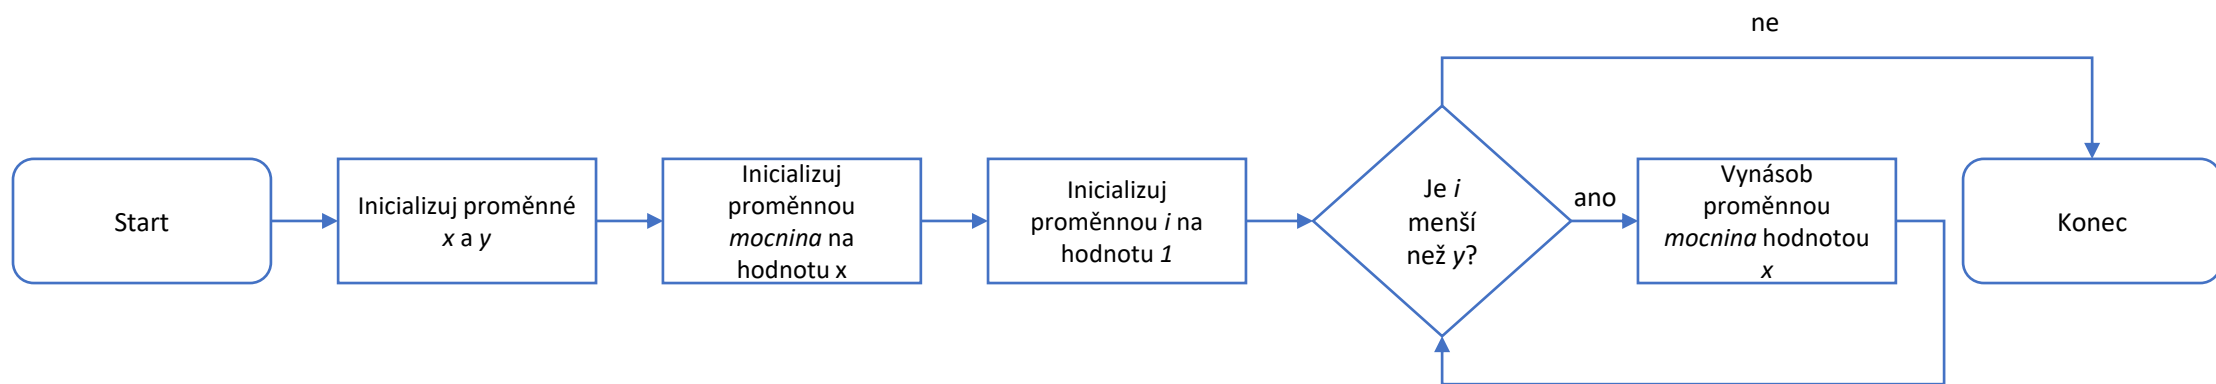 Start
Inicializuj proměnné
x a y
Inicializuj
proměnnou
mocnina na
hodnotu x
Inicializuj
proměnnou i na
hodnotu 1
Je i
menší
než y?
ne
ano
Vynásob
proměnnou
mocnina hodnotou
x
Konec